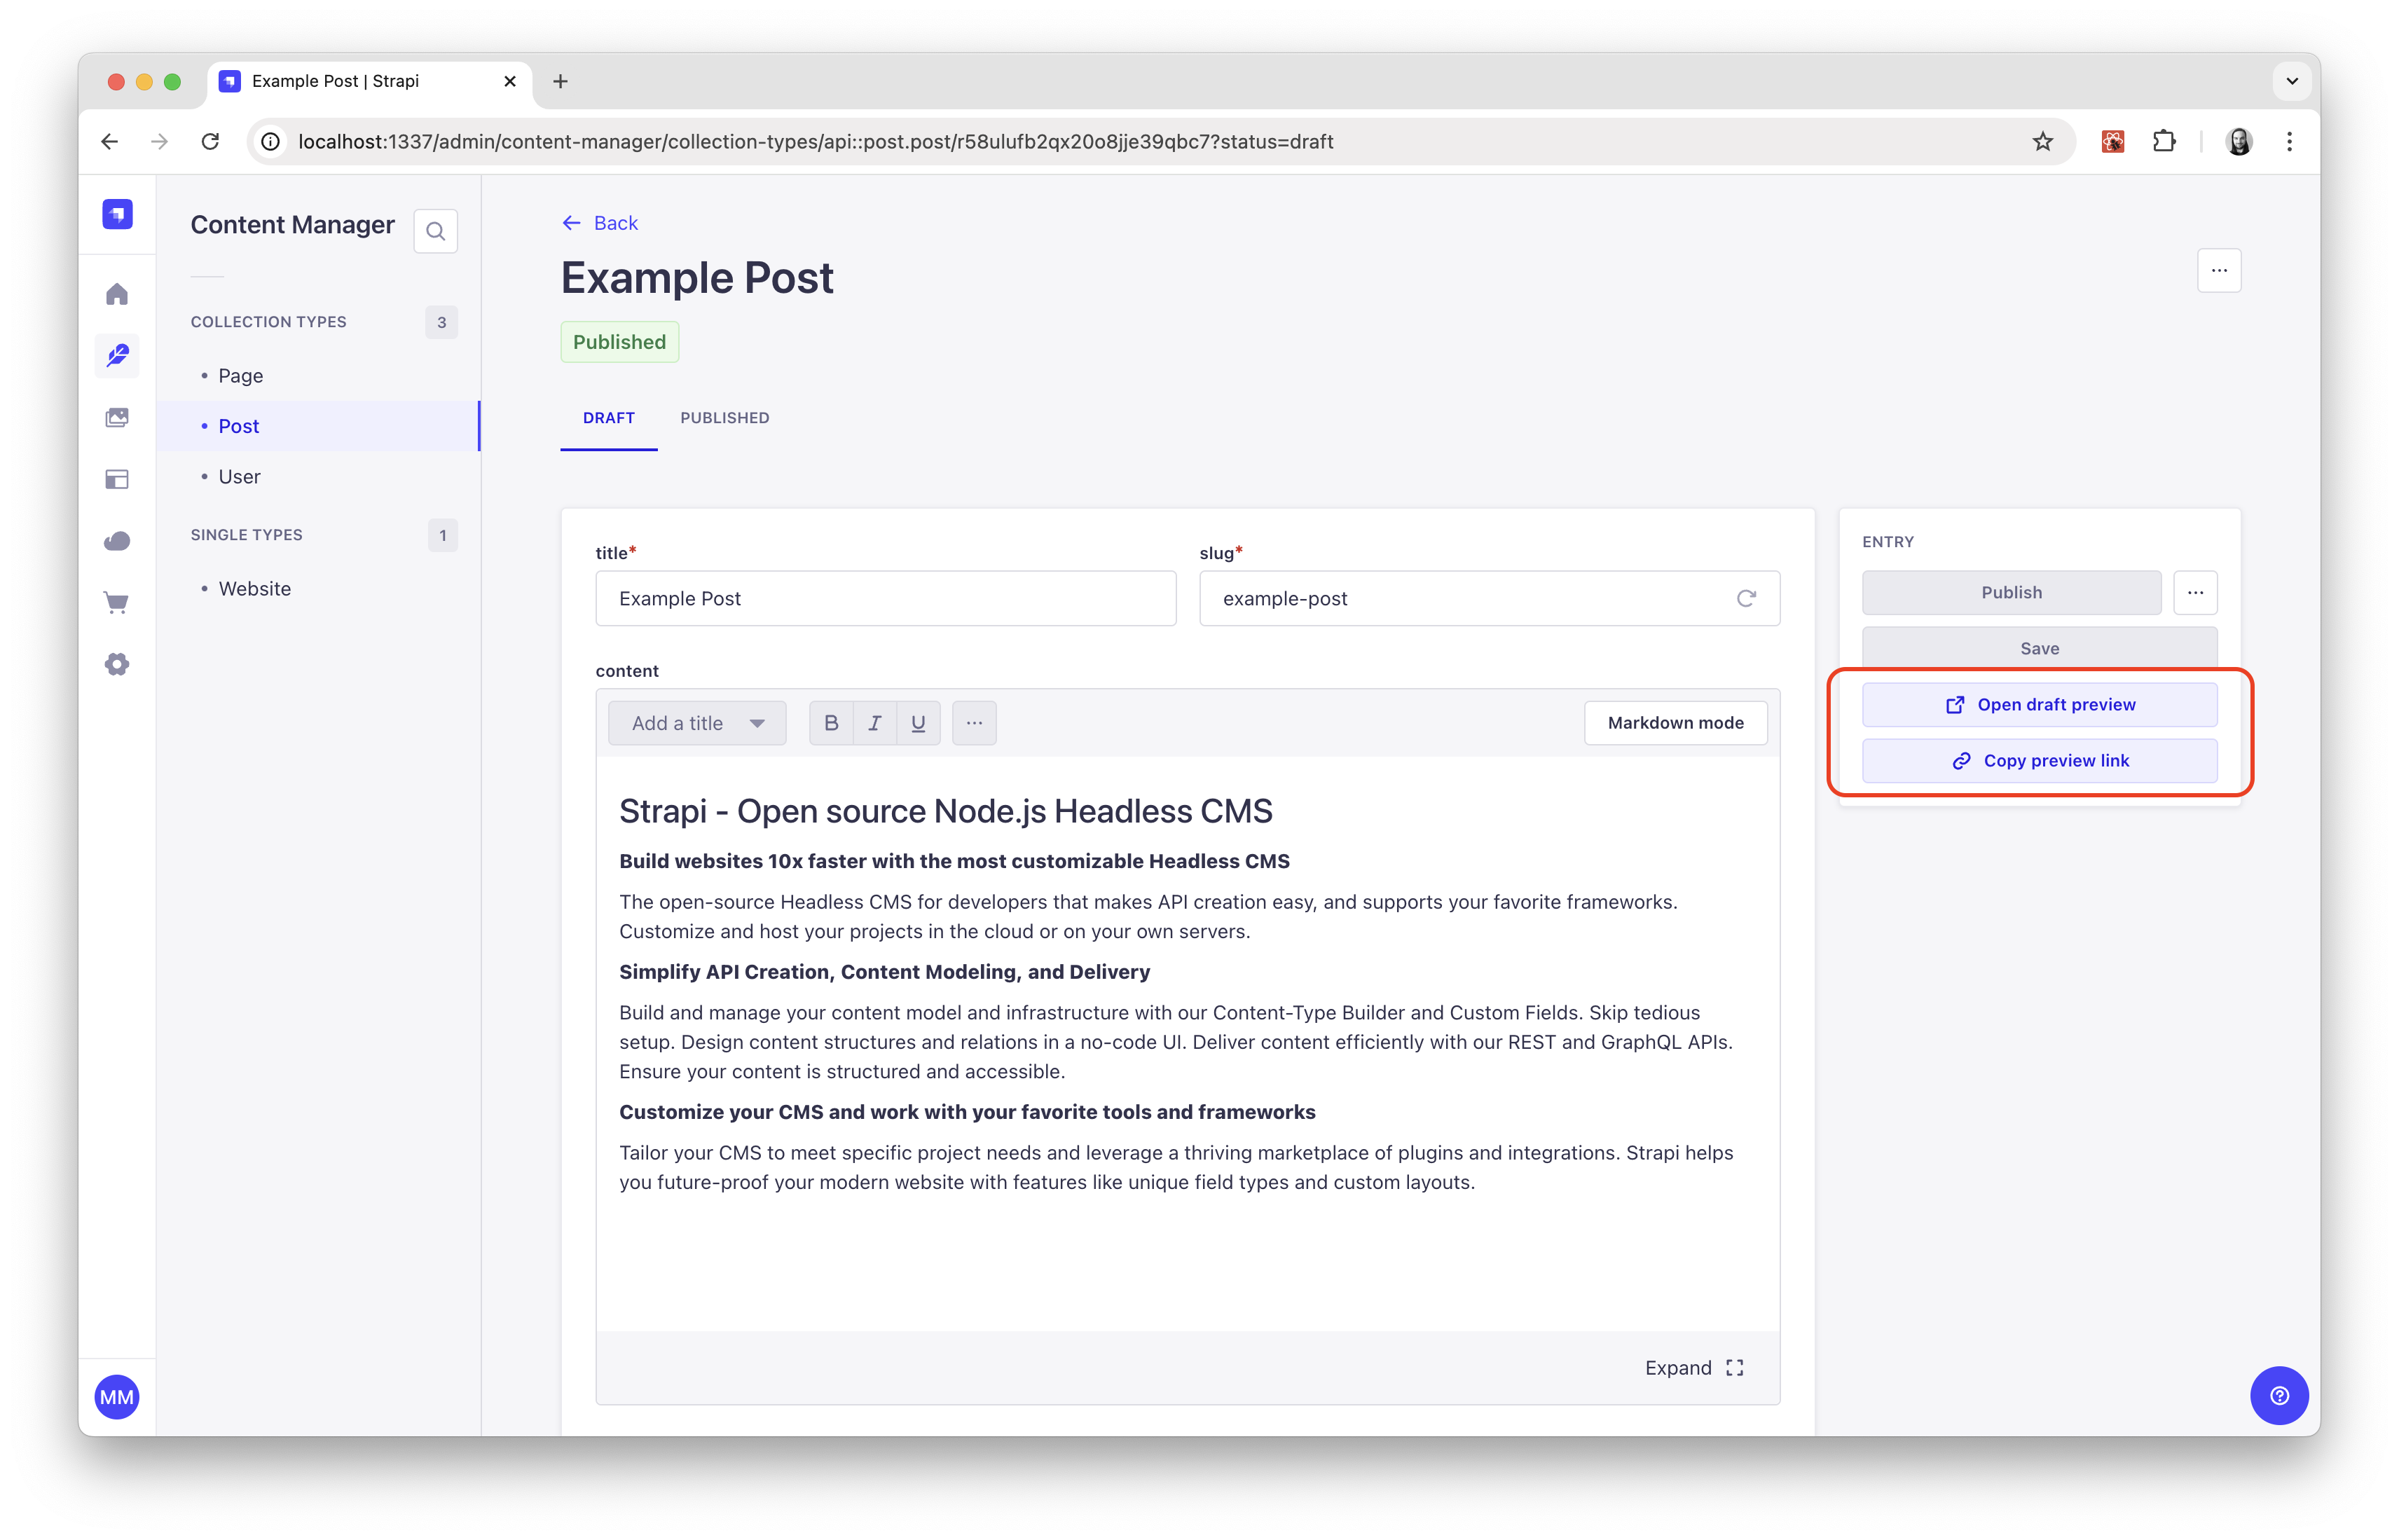 Example Post | Strapi
localhost:1337/admin/content-manager/collection-types/api::post.post/r58ulufb2qx20o8jje39qbc7?status=draft
Content Manager
COLLECTION TYPES 3
Page
Post
User
SINGLE TYPES 1
Website
MM
Back
Example Post
Published
DRAFT PUBLISHED
title* slug*
Example Post example-post
content
Add a title B I U Markdown mode
Strapi - Open source Node.js Headless CMS
Build websites 10x faster with the most customizable Headless CMS
The open-source Headless CMS for developers that makes API creation easy, and supports your favorite frameworks.
Customize and host your projects in the cloud or on your own servers.
Simplify API Creation, Content Modeling, and Delivery
Build and manage your content model and infrastructure with our Content-Type Builder and Custom Fields. Skip tedious
setup. Design content structures and relations in a no-code UI. Deliver content efficiently with our REST and GraphQL APIs.
Ensure your content is structured and accessible.
Customize your CMS and work with your favorite tools and frameworks
Tailor your CMS to meet specific project needs and leverage a thriving marketplace of plugins and integrations. Strapi helps
you future-proof your modern website with features like unique field types and custom layouts.
Expand
ENTRY
Publish
Save
Open draft preview
Copy preview link